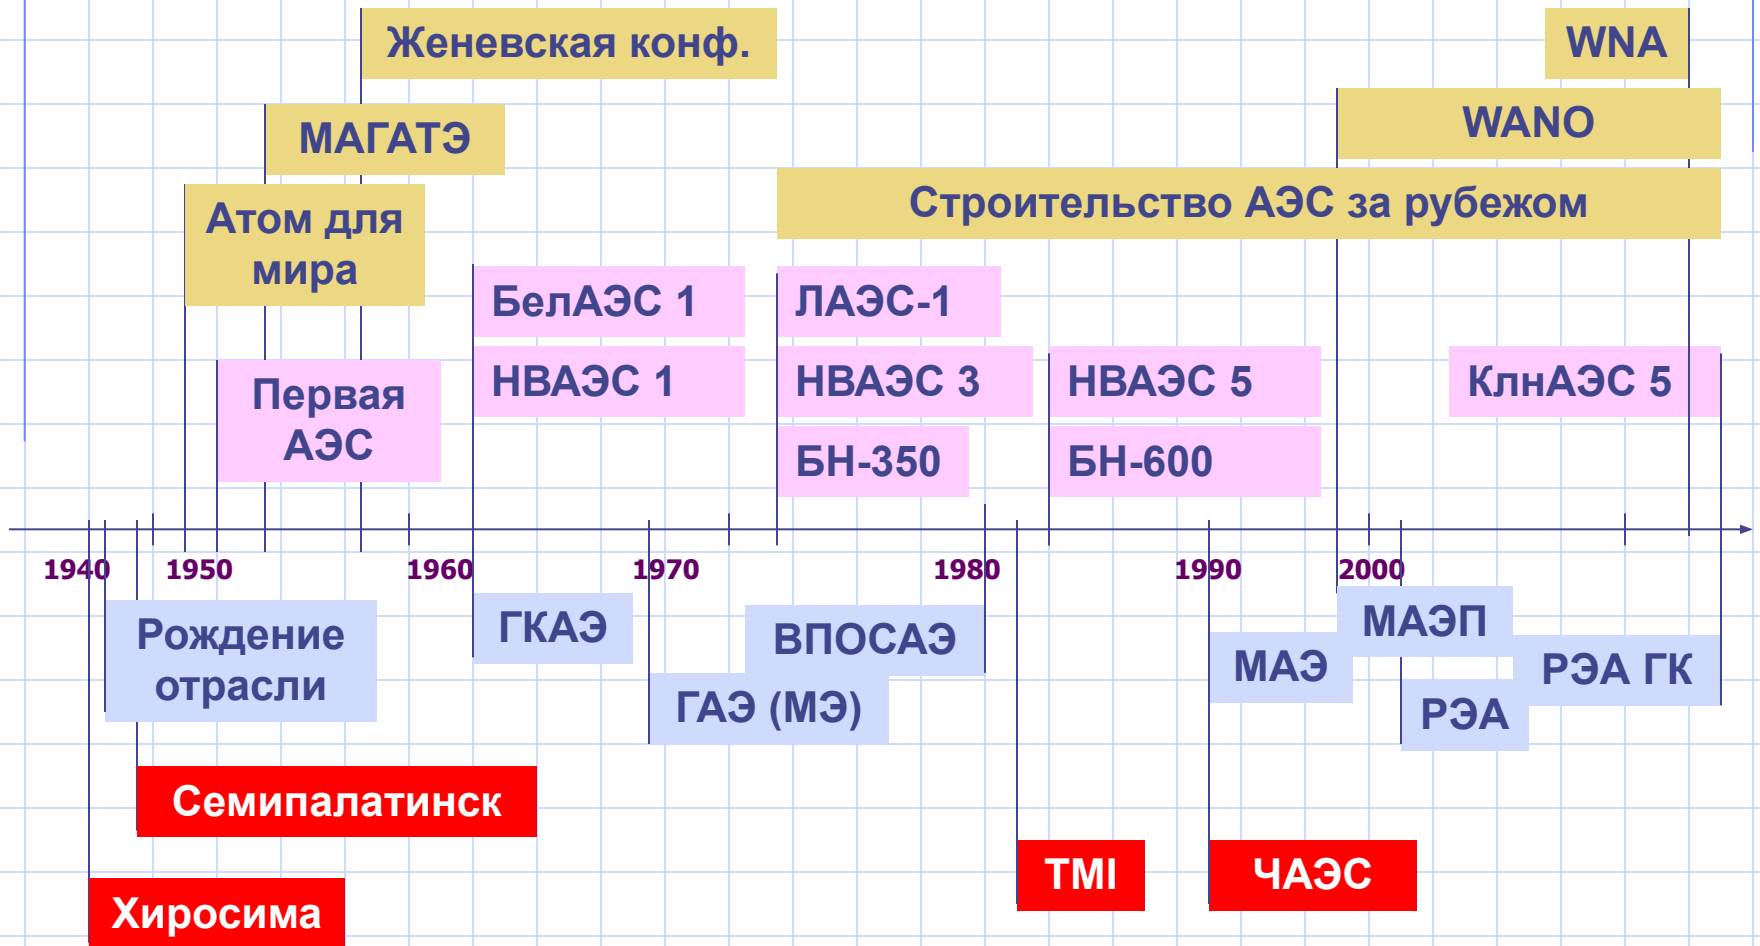 Женевская конф.
WNA
WANO
МАГАТЭ
Строительство АЭС за рубежом
Атом для
мира
БелАЭС 1
ЛАЭС-1
НВАЭС 1
НВАЭС 3
НВАЭС 5
КлнАЭС 5
Первая
АЭС
БН-350
БН-600
1940
1950
1960
1970
1980
1990
2000
Рождение
отрасли
ГКАЭ
ВПОСАЭ
ГАЭ (МЭ)
МАЭ
МАЭП
РЭА ГК
РЭА
Семипалатинск
TMI
ЧАЭС
Хиросима